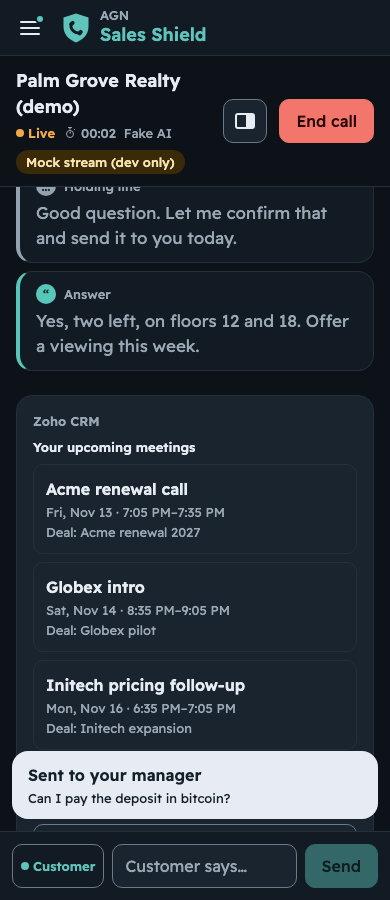 AGN
Sales Shield
Palm Grove Realty
(demo)
Live 00:02 Fake AI
Mock stream (dev only)
End call
Holding line
Good question. Let me confirm that
and send it to you today.
Answer
Yes, two left, on floors 12 and 18. Offer
a viewing this week.
Zoho CRM
Your upcoming meetings
Acme renewal call
Fri, Nov 13 · 7:05 PM–7:35 PM
Deal: Acme renewal 2027
Globex intro
Sat, Nov 14 · 8:35 PM–9:05 PM
Deal: Globex pilot
Initech pricing follow-up
Mon, Nov 16 · 6:35 PM–7:05 PM
Deal: Initech expansion
Sent to your manager
Can I pay the deposit in bitcoin?
Customer
Customer says...
Send